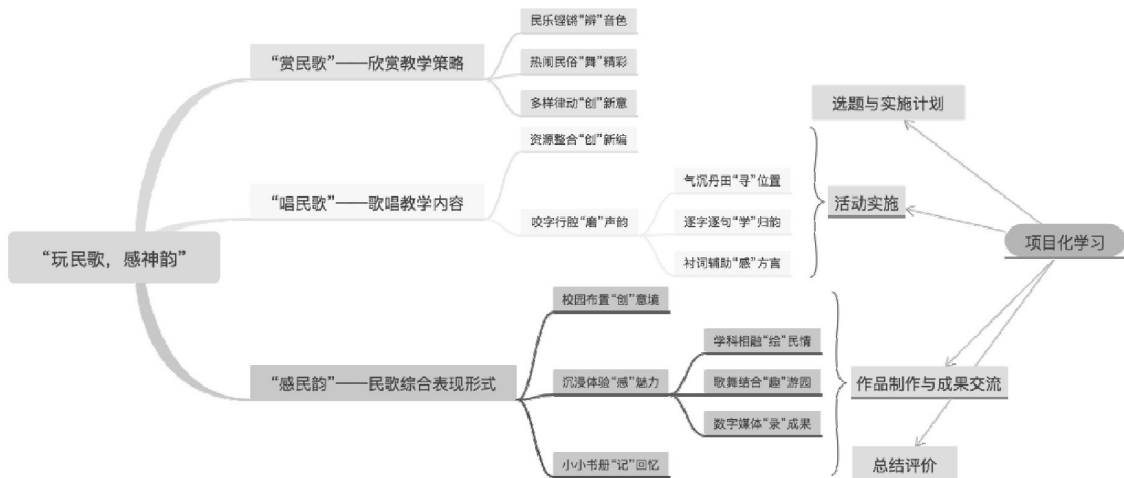 “玩民歌，感神韵”
“赏民歌”——欣赏教学策略
民乐铿锵“辨”音色
热闹民俗“舞”精彩
多样律动“创”新意
“唱民歌”——歌唱教学内容
资源整合“创”新编
咬字行腔“磨”声韵
气沉丹田“寻”位置
逐字逐句“学”归韵
衬词辅助“感”方言
“感民韵”——民歌综合表现形式
校园布置“创”意境
沉浸体验“感”魅力
学科相融“绘”民情
歌舞结合“趣”游园
数字媒体“录”成果
小小书册“记”回忆
选题与实施计划
活动实施
项目化学习
作品制作与成果交流
总结评价